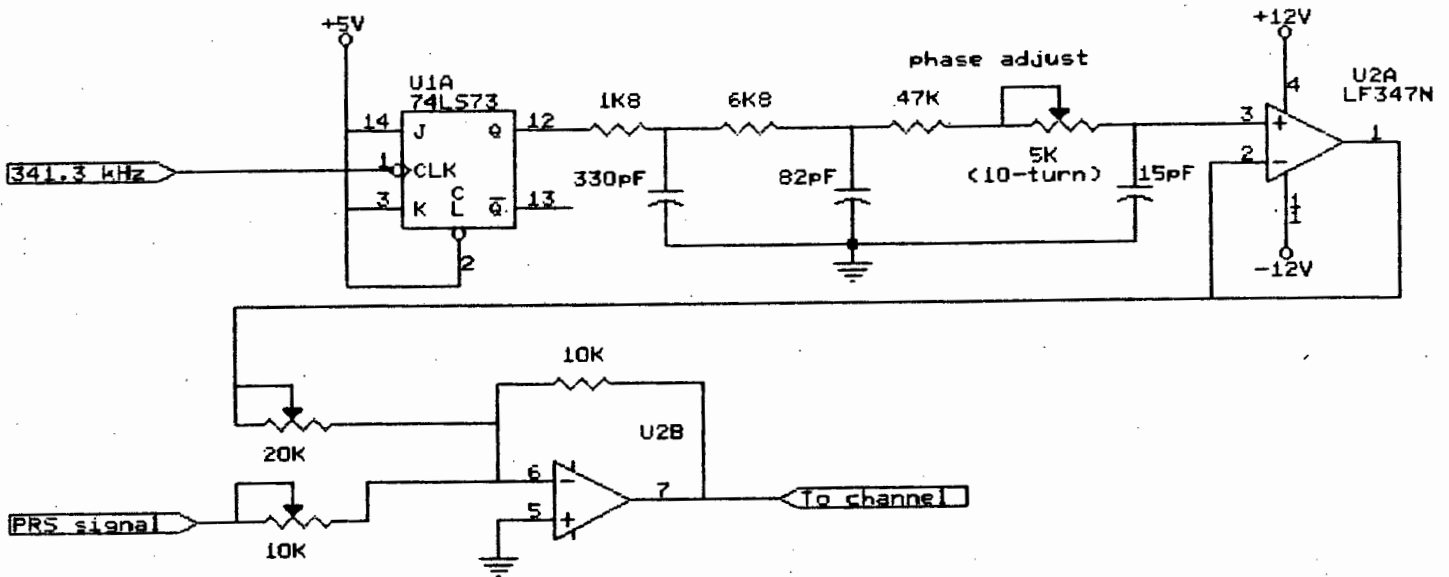 +5V
+12V
phase adjust
U1A
74LS73
1K8
6K8
47K
4
U2A
LF347N
14
J
Q
12
3
+
1
341.3 kHz
1
CLK
330pF
82pF
5K
(10-turn)
15pF
2
-
3
K
C
L
Q
13
11
2
-12V
10K
20K
U2B
6
-
7
To channel
PRS signal
5
+
10K